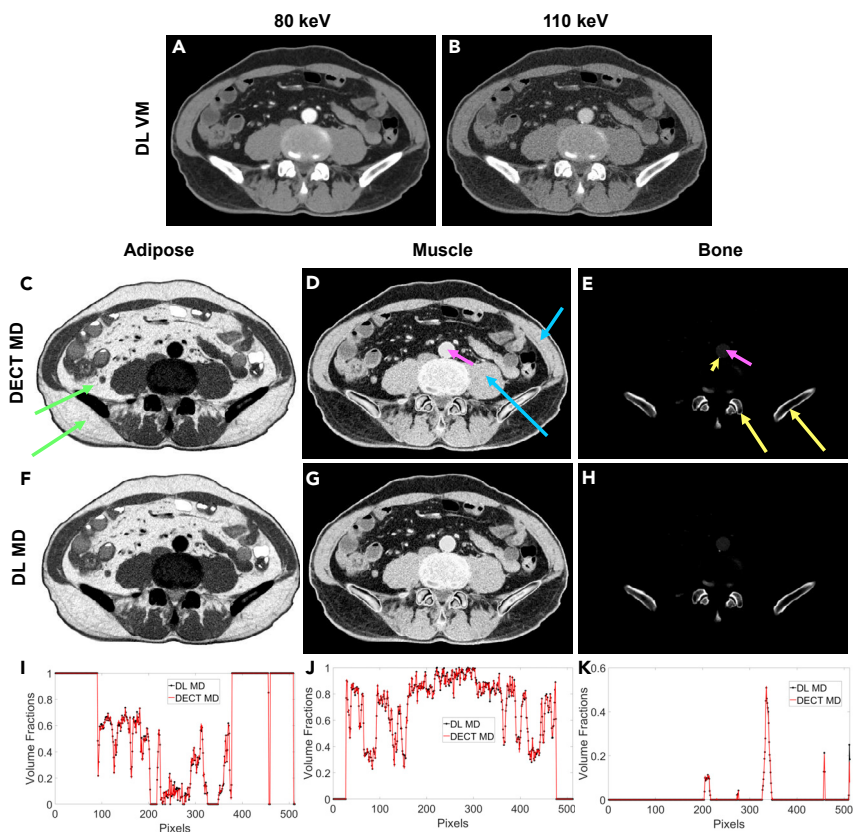 80 keV 110 keV
A B
DL VM
Adipose Muscle Bone
C D E
DECT MD
F G H
DL MD
I J K
Volume Fractions
1
0.8
0.6
0.4
0.2
0
0 100 200 300 400 500
Pixels
DL MD
DECT MD
Volume Fractions
1
0.8
0.6
0.4
0.2
0
0 100 200 300 400 500
Pixels
DL MD
DECT MD
Volume Fractions
0.6
0.4
0.2
0
0 100 200 300 400 500
Pixels
DL MD
DECT MD